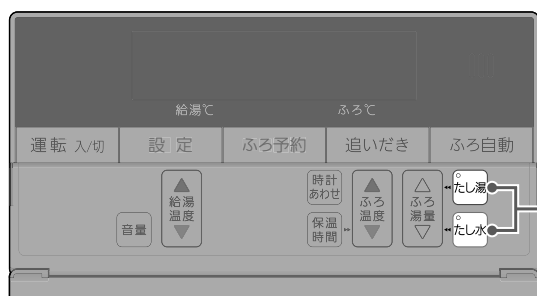 給湯℃ ふろ℃
運転 入/切 設 定 ふろ予約 追いだき ふろ自動
時計
あわせ
たし湯
給湯
温度
ふろ
温度
ふろ
湯量
音量
保温
時間
たし水